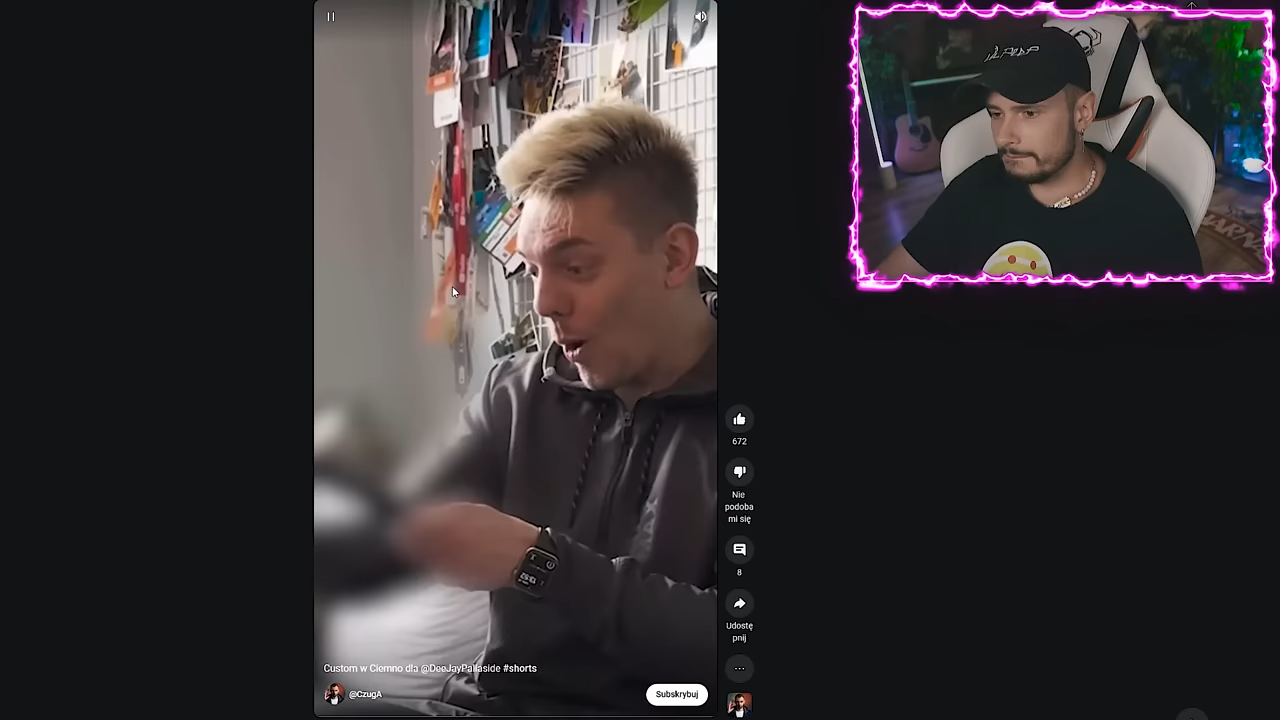 672
Nie
podoba
mi się
8
Udostę
pnij
Custom w Ciemno dla @DeeJayPallaside #shorts
@CzugA
Subskrybuj